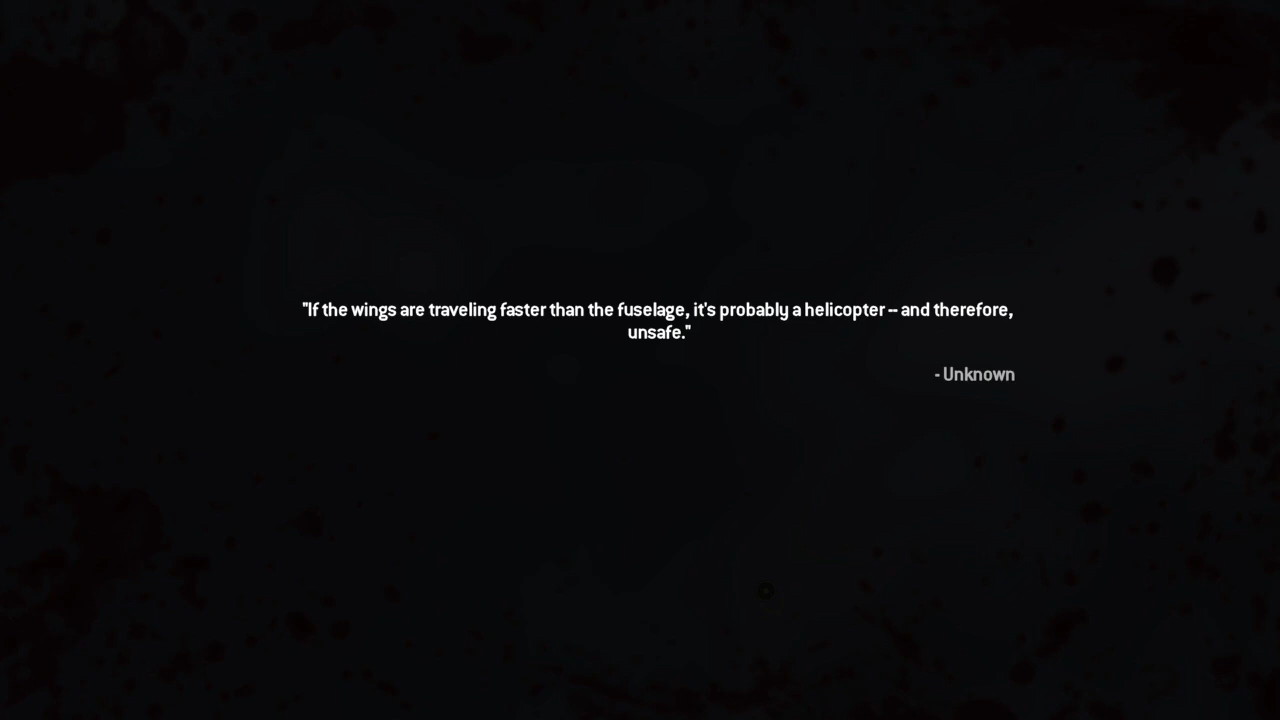 "If the wings are traveling faster than the fuselage, it's probably a helicopter -- and therefore,
unsafe."
- Unknown